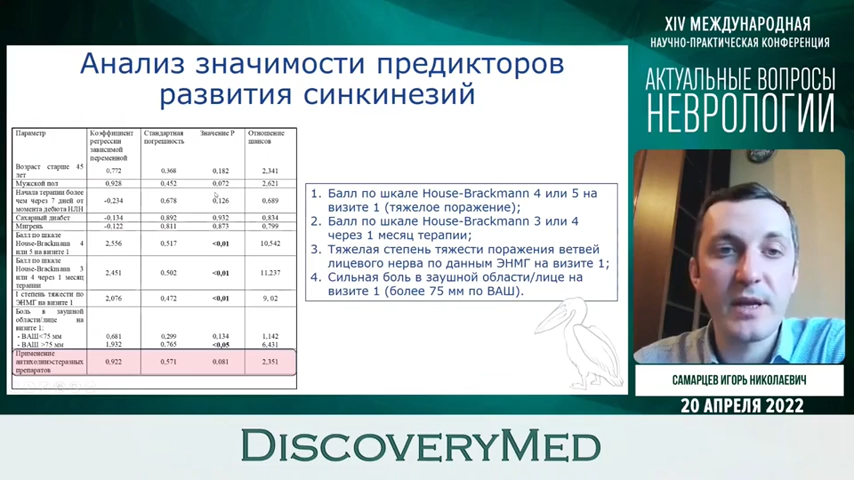 XIV МЕЖДУНАРОДНАЯ
НАУЧНО-ПРАКТИЧЕСКАЯ КОНФЕРЕНЦИЯ
АКТУАЛЬНЫЕ ВОПРОСЫ
НЕВРОЛОГИИ
Анализ значимости предикторов
развития синкинезий
Параметр Коэффициент регрессии зависимой переменной Стандартная погрешность Значение P Отношение шансов
Возраст старше 45 лет 0,772 0,368 0,182 2,341
Мужской пол 0,928 0,452 0,072 2,621
Начала терапии более чем через 7 дней от момента дебюта НЛН -0,234 0,678 0,126 0,689
Сахарный диабет -0,134 0,892 0,932 0,834
Мигрень -0,122 0,811 0,873 0,799
Балл по шкале House-Brackmann 4 или 5 на визите 1 2,556 0,517 <0,01 10,542
Балл по шкале House-Brackmann 3 или 4 через 1 месяц терапии 2,451 0.502 <0,01 11,237
I степень тяжести по ЭНМГ на визите 1 2,076 0,472 <0,01 9, 02
Боль в заушной области/лице на визите 1:
- ВАШ<75 мм 0,681 0,299 0,134 1,142
- ВАШ >75 мм 1,932 0.765 <0,05 6,431
Применение антихолинэстеразных препаратов 0,922 0,571 0,081 2,351
1. Балл по шкале House-Brackmann 4 или 5 на
визите 1 (тяжелое поражение);
2. Балл по шкале House-Brackmann 3 или 4
через 1 месяц терапии;
3. Тяжелая степень тяжести поражения ветвей
лицевого нерва по данным ЭНМГ на визите 1;
4. Сильная боль в заушной области/лице на
визите 1 (более 75 мм по ВАШ).
САМАРЦЕВ ИГОРЬ НИКОЛАЕВИЧ
20 АПРЕЛЯ 2022
DISCOVERYMED